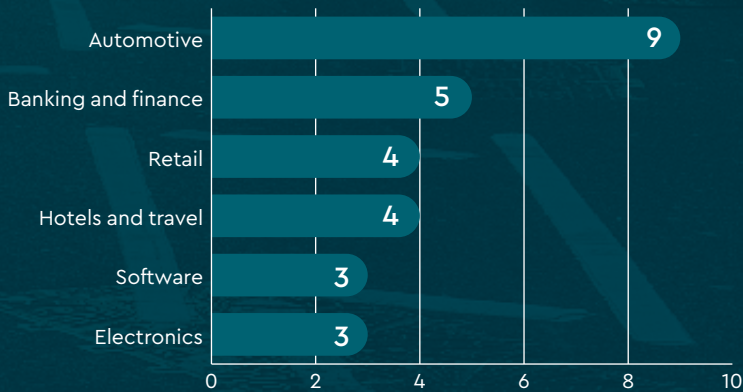 Automotive 9
Banking and finance 5
Retail 4
Hotels and travel 4
Software 3
Electronics 3
0 2 4 6 8 10